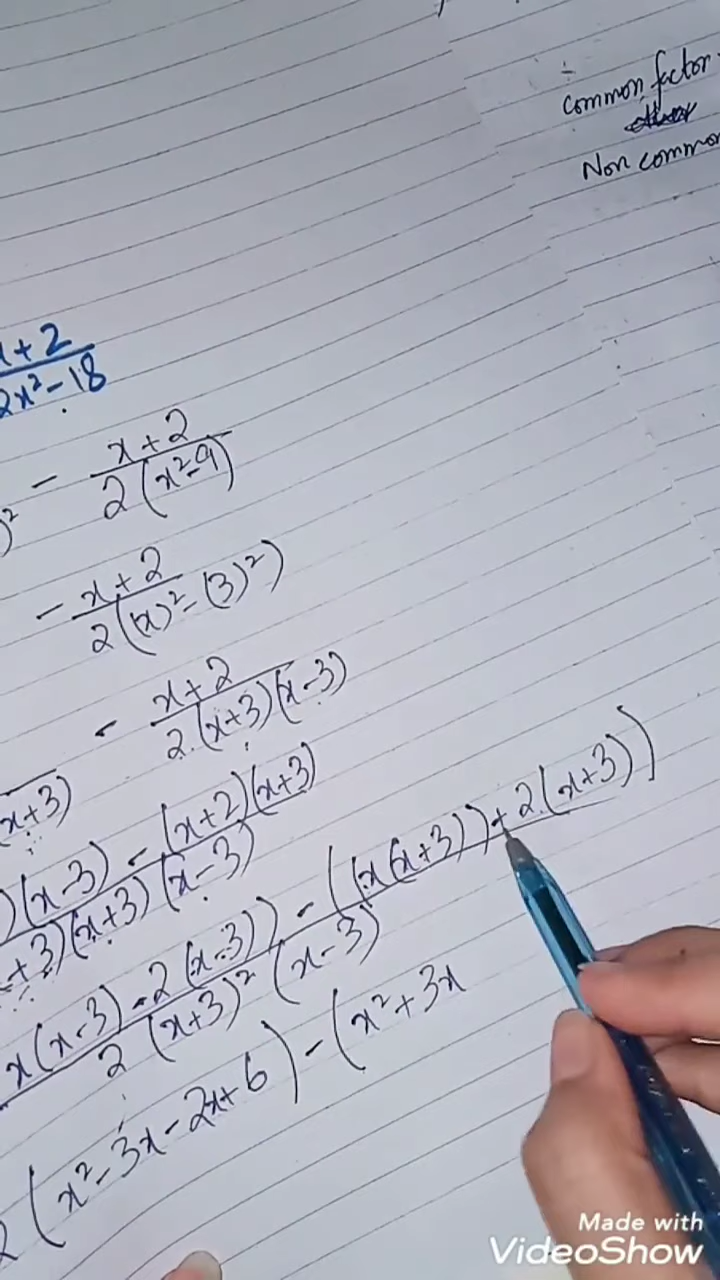 common factor
Non common
x+2
2x²-18
)² - x+2
2(x²-9)
- x+2
2((x)²-(3)²)
- x+2
2.(x+3)(x-3)
(x+3)
)(x-3) - (x+2)(x+3)
+3)(x+3)(x-3)
x(x-3)-2(x-3)) - ((x(x+3))+2(x+3))
2 (x+3)² (x-3)
2(x²-3x-2x+6) - (x²+3x
Made with
VideoShow